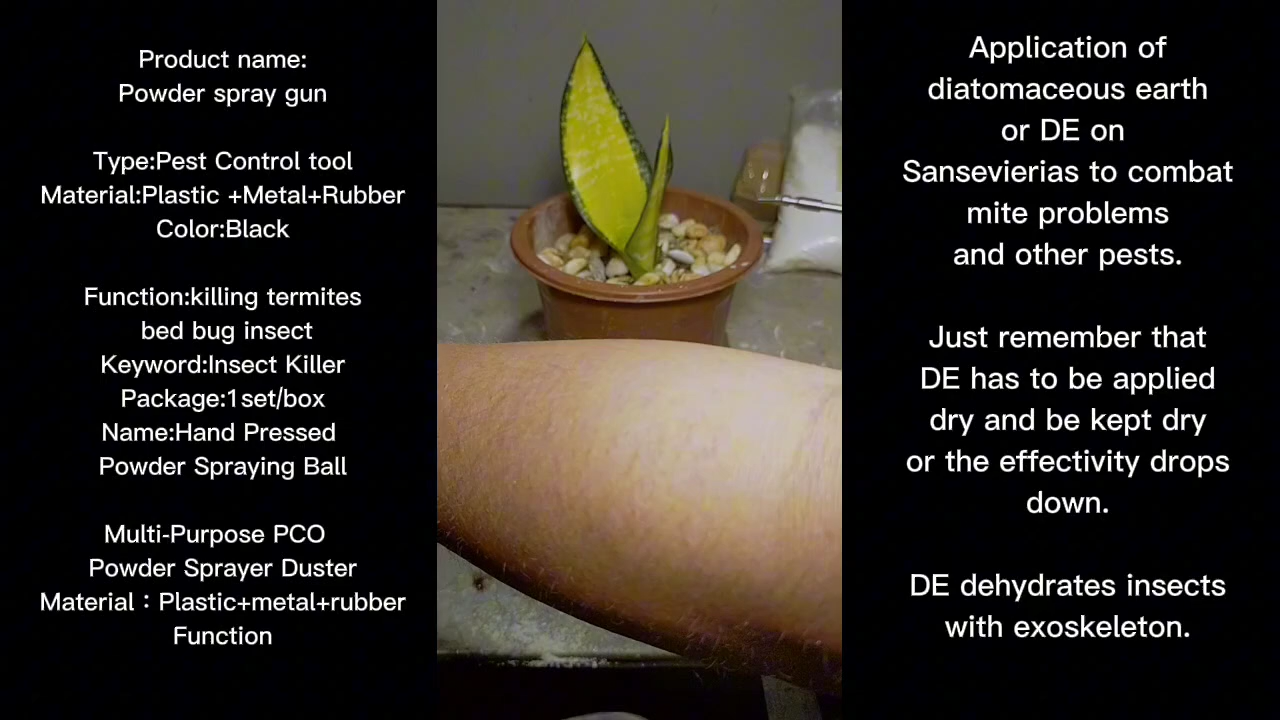 Product name:
Powder spray gun
Type:Pest Control tool
Material:Plastic +Metal+Rubber
Color:Black
Function:killing termites
bed bug insect
Keyword:Insect Killer
Package:1set/box
Name:Hand Pressed
Powder Spraying Ball
Multi-Purpose PCO
Powder Sprayer Duster
Material：Plastic+metal+rubber
Function
Application of
diatomaceous earth
or DE on
Sansevierias to combat
mite problems
and other pests.
Just remember that
DE has to be applied
dry and be kept dry
or the effectivity drops
down.
DE dehydrates insects
with exoskeleton.